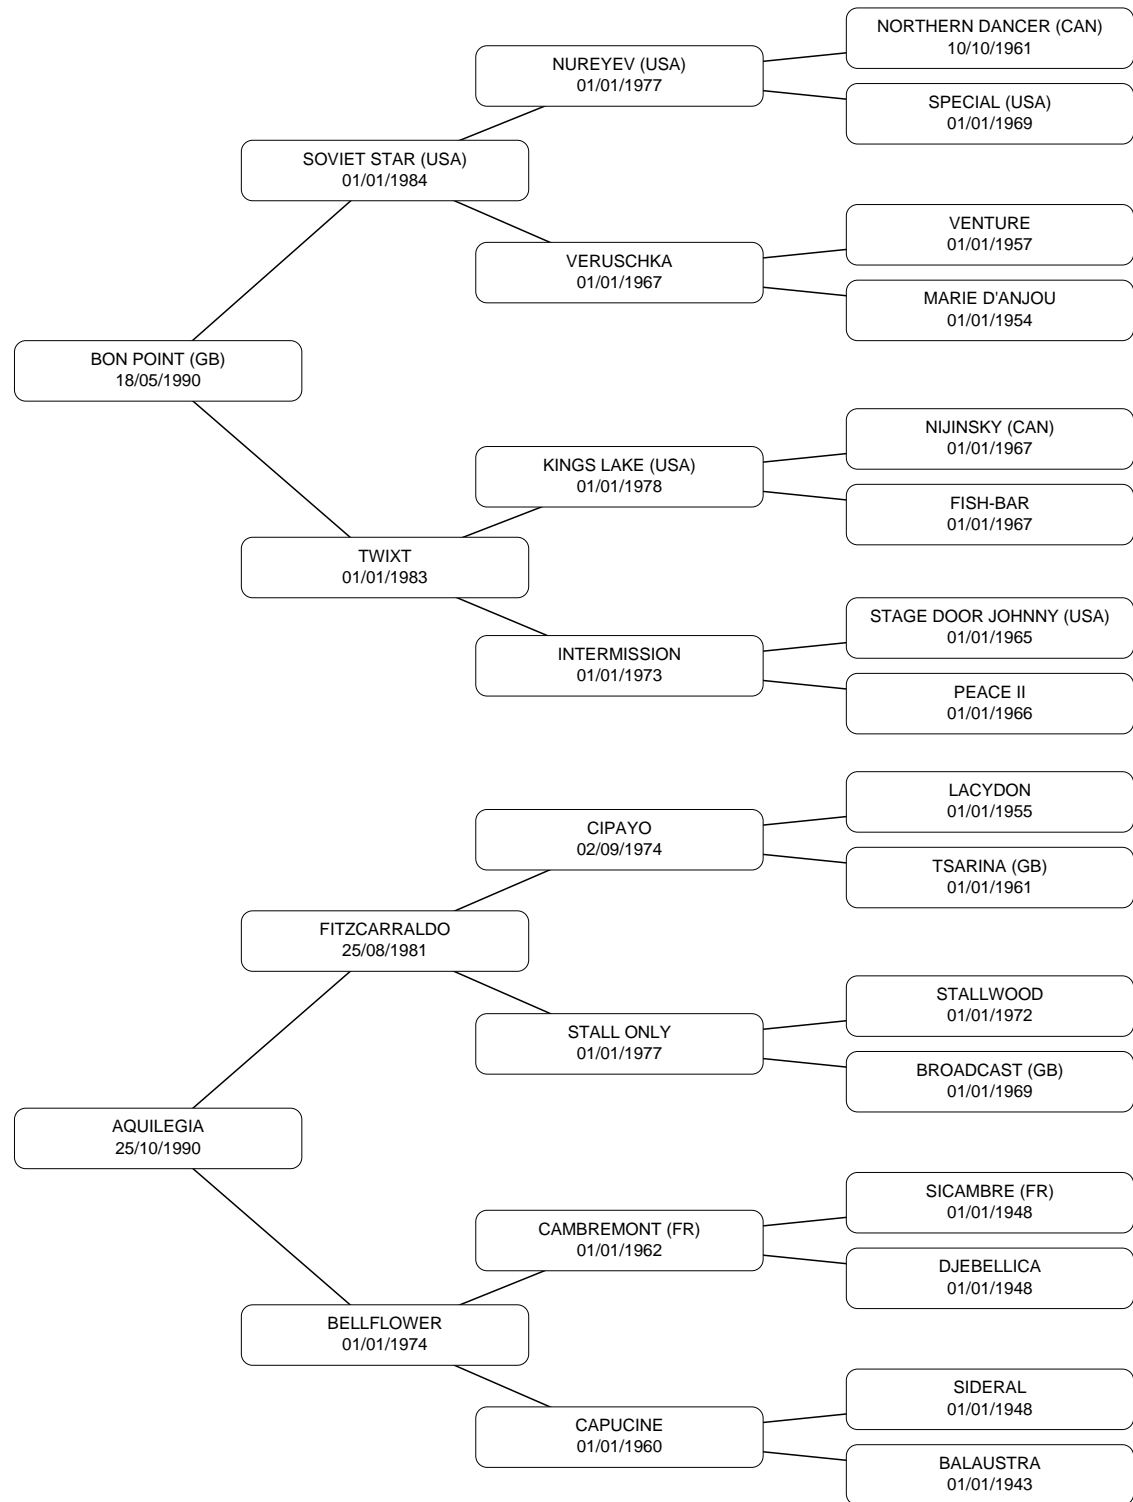 NORTHERN DANCER (CAN)
10/10/1961
NUREYEV (USA)
01/01/1977
SPECIAL (USA)
01/01/1969
SOVIET STAR (USA)
01/01/1984
VENTURE
01/01/1957
VERUSCHKA
01/01/1967
MARIE D'ANJOU
01/01/1954
BON POINT (GB)
18/05/1990
NIJINSKY (CAN)
01/01/1967
KINGS LAKE (USA)
01/01/1978
FISH-BAR
01/01/1967
TWIXT
01/01/1983
STAGE DOOR JOHNNY (USA)
01/01/1965
INTERMISSION
01/01/1973
PEACE II
01/01/1966
LACYDON
01/01/1955
CIPAYO
02/09/1974
TSARINA (GB)
01/01/1961
FITZCARRALDO
25/08/1981
STALLWOOD
01/01/1972
STALL ONLY
01/01/1977
BROADCAST (GB)
01/01/1969
AQUILEGIA
25/10/1990
SICAMBRE (FR)
01/01/1948
CAMBREMONT (FR)
01/01/1962
DJEBELLICA
01/01/1948
BELLFLOWER
01/01/1974
SIDERAL
01/01/1948
CAPUCINE
01/01/1960
BALAUSTRA
01/01/1943